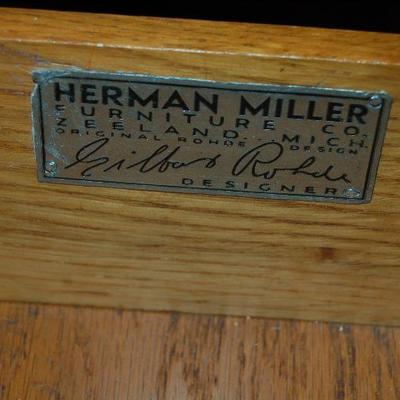 HERMAN MILLER
FURNITURE CO.
ZEELAND, MICH.
ORIGINAL ROHDE DESIGN
Gilbert Rohde
DESIGNER